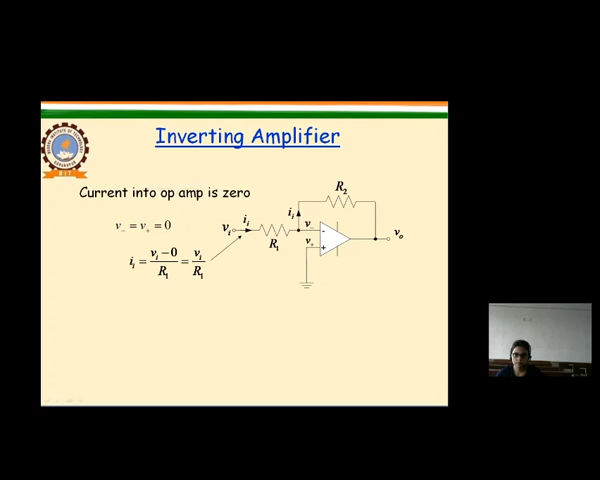 Inverting Amplifier
Current into op amp is zero
v₋ = v₊ = 0
iᵢ = (vᵢ − 0)/R₁ = vᵢ/R₁
vᵢ
iᵢ
R₁
iᵢ
R₂
v₋
-
v₊
+
vₒ